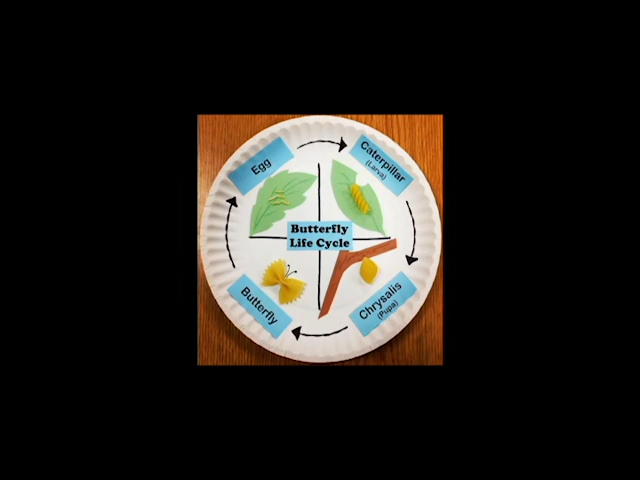 Egg
Caterpillar
(Larva)
Butterfly
Life Cycle
Butterfly
Chrysalis
(Pupa)